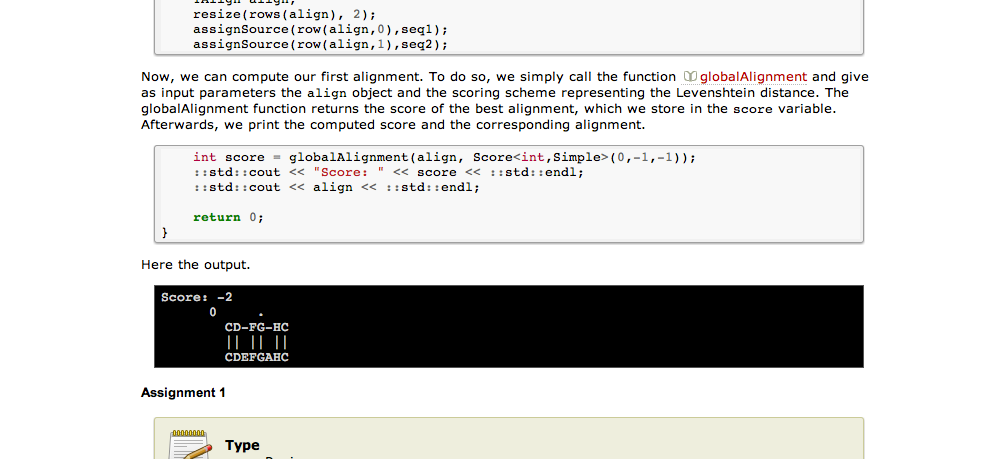 resize(rows(align), 2);
assignSource(row(align,0),seq1);
assignSource(row(align,1),seq2);
Now, we can compute our first alignment. To do so, we simply call the function globalAlignment and give
as input parameters the align object and the scoring scheme representing the Levenshtein distance. The
globalAlignment function returns the score of the best alignment, which we store in the score variable.
Afterwards, we print the computed score and the corresponding alignment.
int score = globalAlignment(align, Score<int,Simple>(0,-1,-1));
::std::cout << "Score: " << score << ::std::endl;
::std::cout << align << ::std::endl;
return 0;
}
Here the output.
Score: -2
0 .
CD-FG-HC
|| || ||
CDEFGAHC
Assignment 1
Type